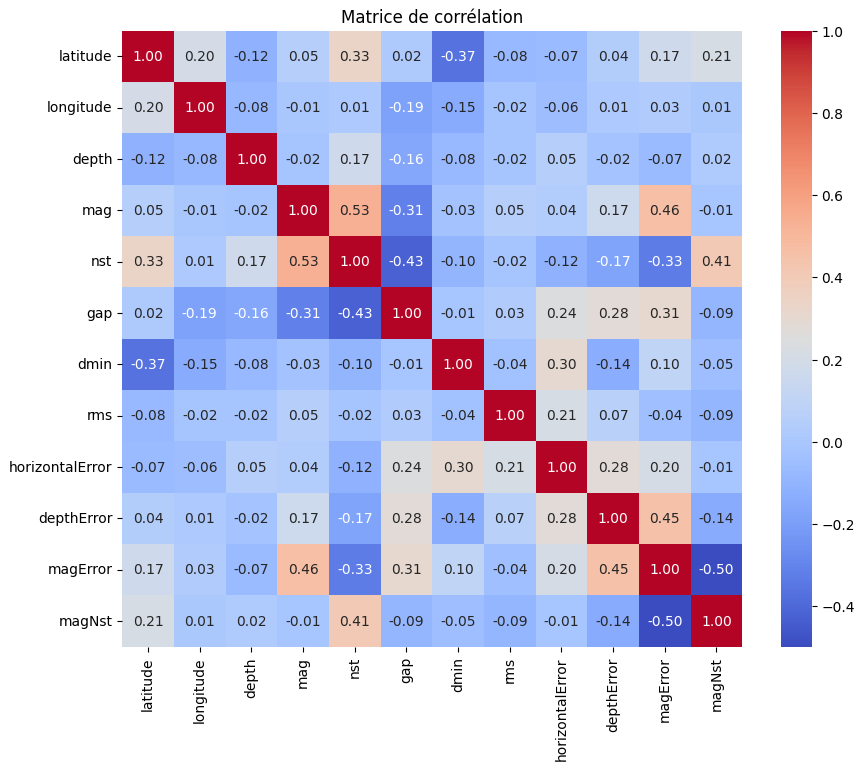 Matrice de corrélation
latitude 1.00 0.20 -0.12 0.05 0.33 0.02 -0.37 -0.08 -0.07 0.04 0.17 0.21
longitude 0.20 1.00 -0.08 -0.01 0.01 -0.19 -0.15 -0.02 -0.06 0.01 0.03 0.01
depth -0.12 -0.08 1.00 -0.02 0.17 -0.16 -0.08 -0.02 0.05 -0.02 -0.07 0.02
mag 0.05 -0.01 -0.02 1.00 0.53 -0.31 -0.03 0.05 0.04 0.17 0.46 -0.01
nst 0.33 0.01 0.17 0.53 1.00 -0.43 -0.10 -0.02 -0.12 -0.17 -0.33 0.41
gap 0.02 -0.19 -0.16 -0.31 -0.43 1.00 -0.01 0.03 0.24 0.28 0.31 -0.09
dmin -0.37 -0.15 -0.08 -0.03 -0.10 -0.01 1.00 -0.04 0.30 -0.14 0.10 -0.05
rms -0.08 -0.02 -0.02 0.05 -0.02 0.03 -0.04 1.00 0.21 0.07 -0.04 -0.09
horizontalError -0.07 -0.06 0.05 0.04 -0.12 0.24 0.30 0.21 1.00 0.28 0.20 -0.01
depthError 0.04 0.01 -0.02 0.17 -0.17 0.28 -0.14 0.07 0.28 1.00 0.45 -0.14
magError 0.17 0.03 -0.07 0.46 -0.33 0.31 0.10 -0.04 0.20 0.45 1.00 -0.50
magNst 0.21 0.01 0.02 -0.01 0.41 -0.09 -0.05 -0.09 -0.01 -0.14 -0.50 1.00
latitude
longitude
depth
mag
nst
gap
dmin
rms
horizontalError
depthError
magError
magNst
1.0
0.8
0.6
0.4
0.2
0.0
−0.2
−0.4